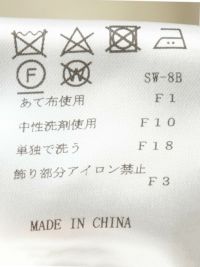 F W SW-8B
あて布使用 F1
中性洗剤使用 F10
単独で洗う F18
飾り部分アイロン禁止
F3
MADE IN CHINA